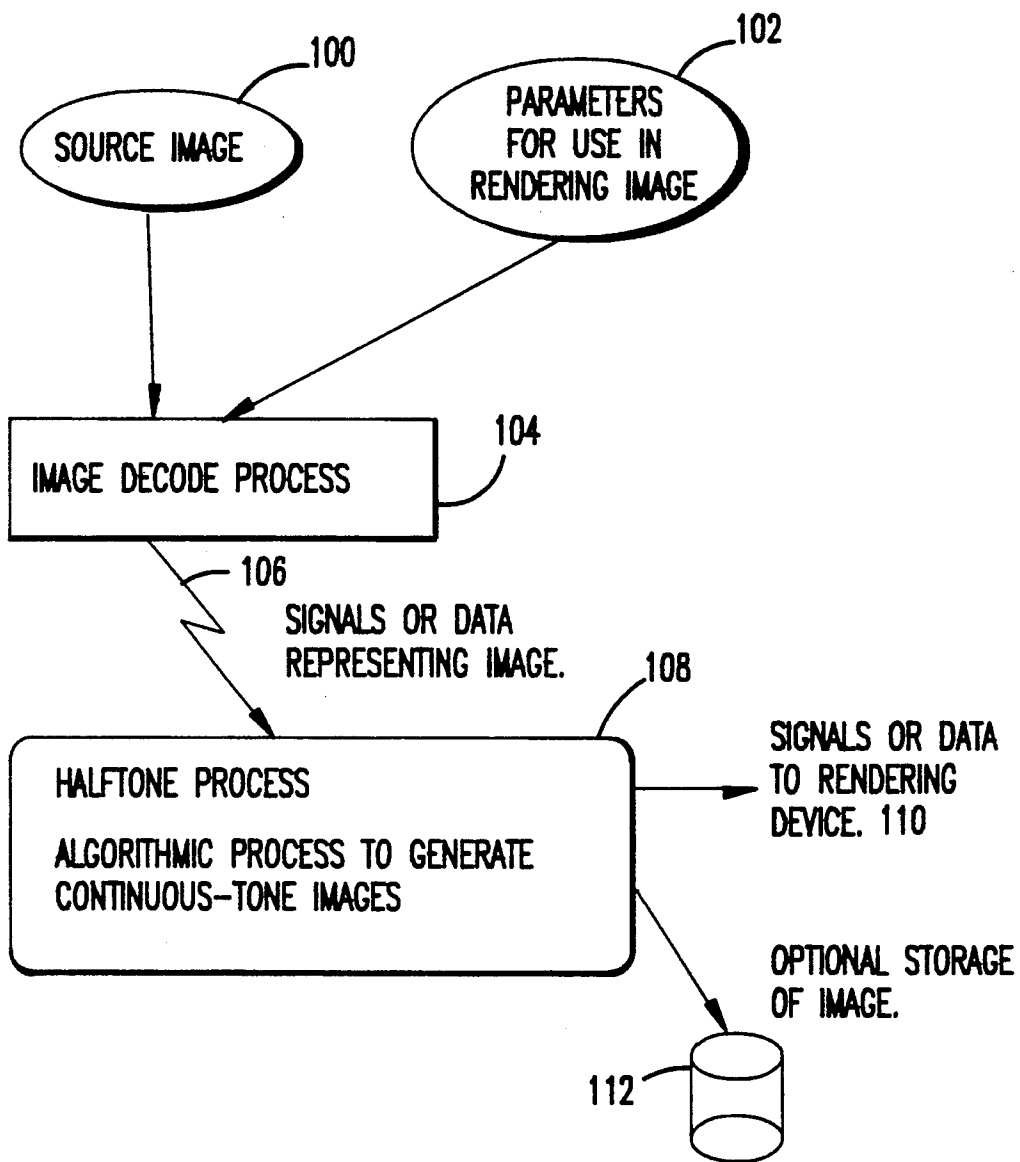 100
SOURCE IMAGE
102
PARAMETERS
FOR USE IN
RENDERING IMAGE
104
IMAGE DECODE PROCESS
106
SIGNALS OR DATA
REPRESENTING IMAGE.
108
HALFTONE PROCESS
ALGORITHMIC PROCESS TO GENERATE
CONTINUOUS-TONE IMAGES
SIGNALS OR DATA
TO RENDERING
DEVICE. 110
OPTIONAL STORAGE
OF IMAGE.
112